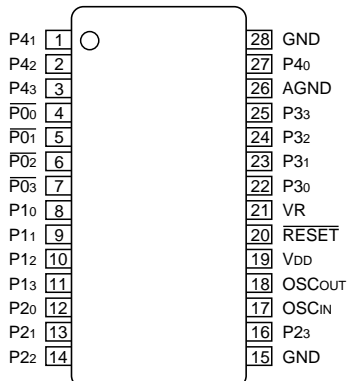 P41 1 28 GND
P42 2 27 P40
P43 3 26 AGND
P00 4 25 P33
P01 5 24 P32
P02 6 23 P31
P03 7 22 P30
P10 8 21 VR
P11 9 20 RESET
P12 10 19 VDD
P13 11 18 OSCOUT
P20 12 17 OSCIN
P21 13 16 P23
P22 14 15 GND